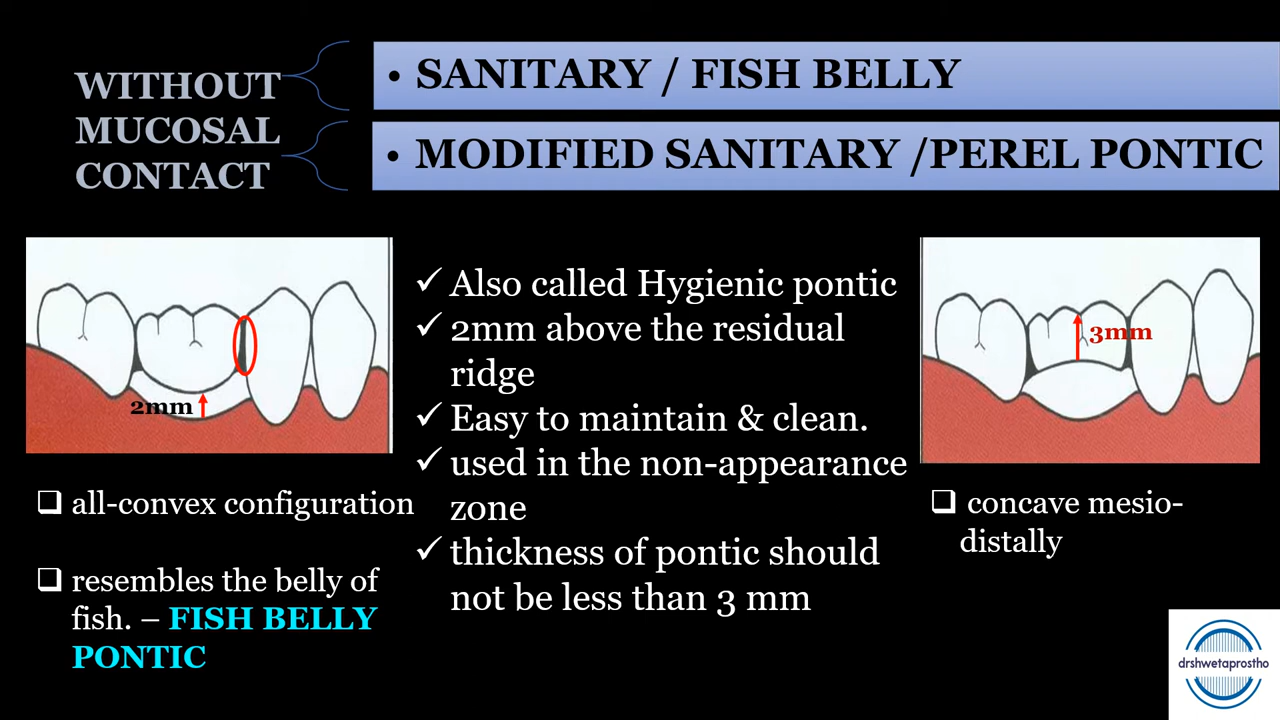 WITHOUT
MUCOSAL
CONTACT
• SANITARY / FISH BELLY
• MODIFIED SANITARY /PEREL PONTIC
2mm
❑ all-convex configuration
❑ resembles the belly of
fish. – FISH BELLY
PONTIC
✓ Also called Hygienic pontic
✓ 2mm above the residual
ridge
✓ Easy to maintain & clean.
✓ used in the non-appearance
zone
✓ thickness of pontic should
not be less than 3 mm
3mm
❑ concave mesio-
distally
drshwetaprostho